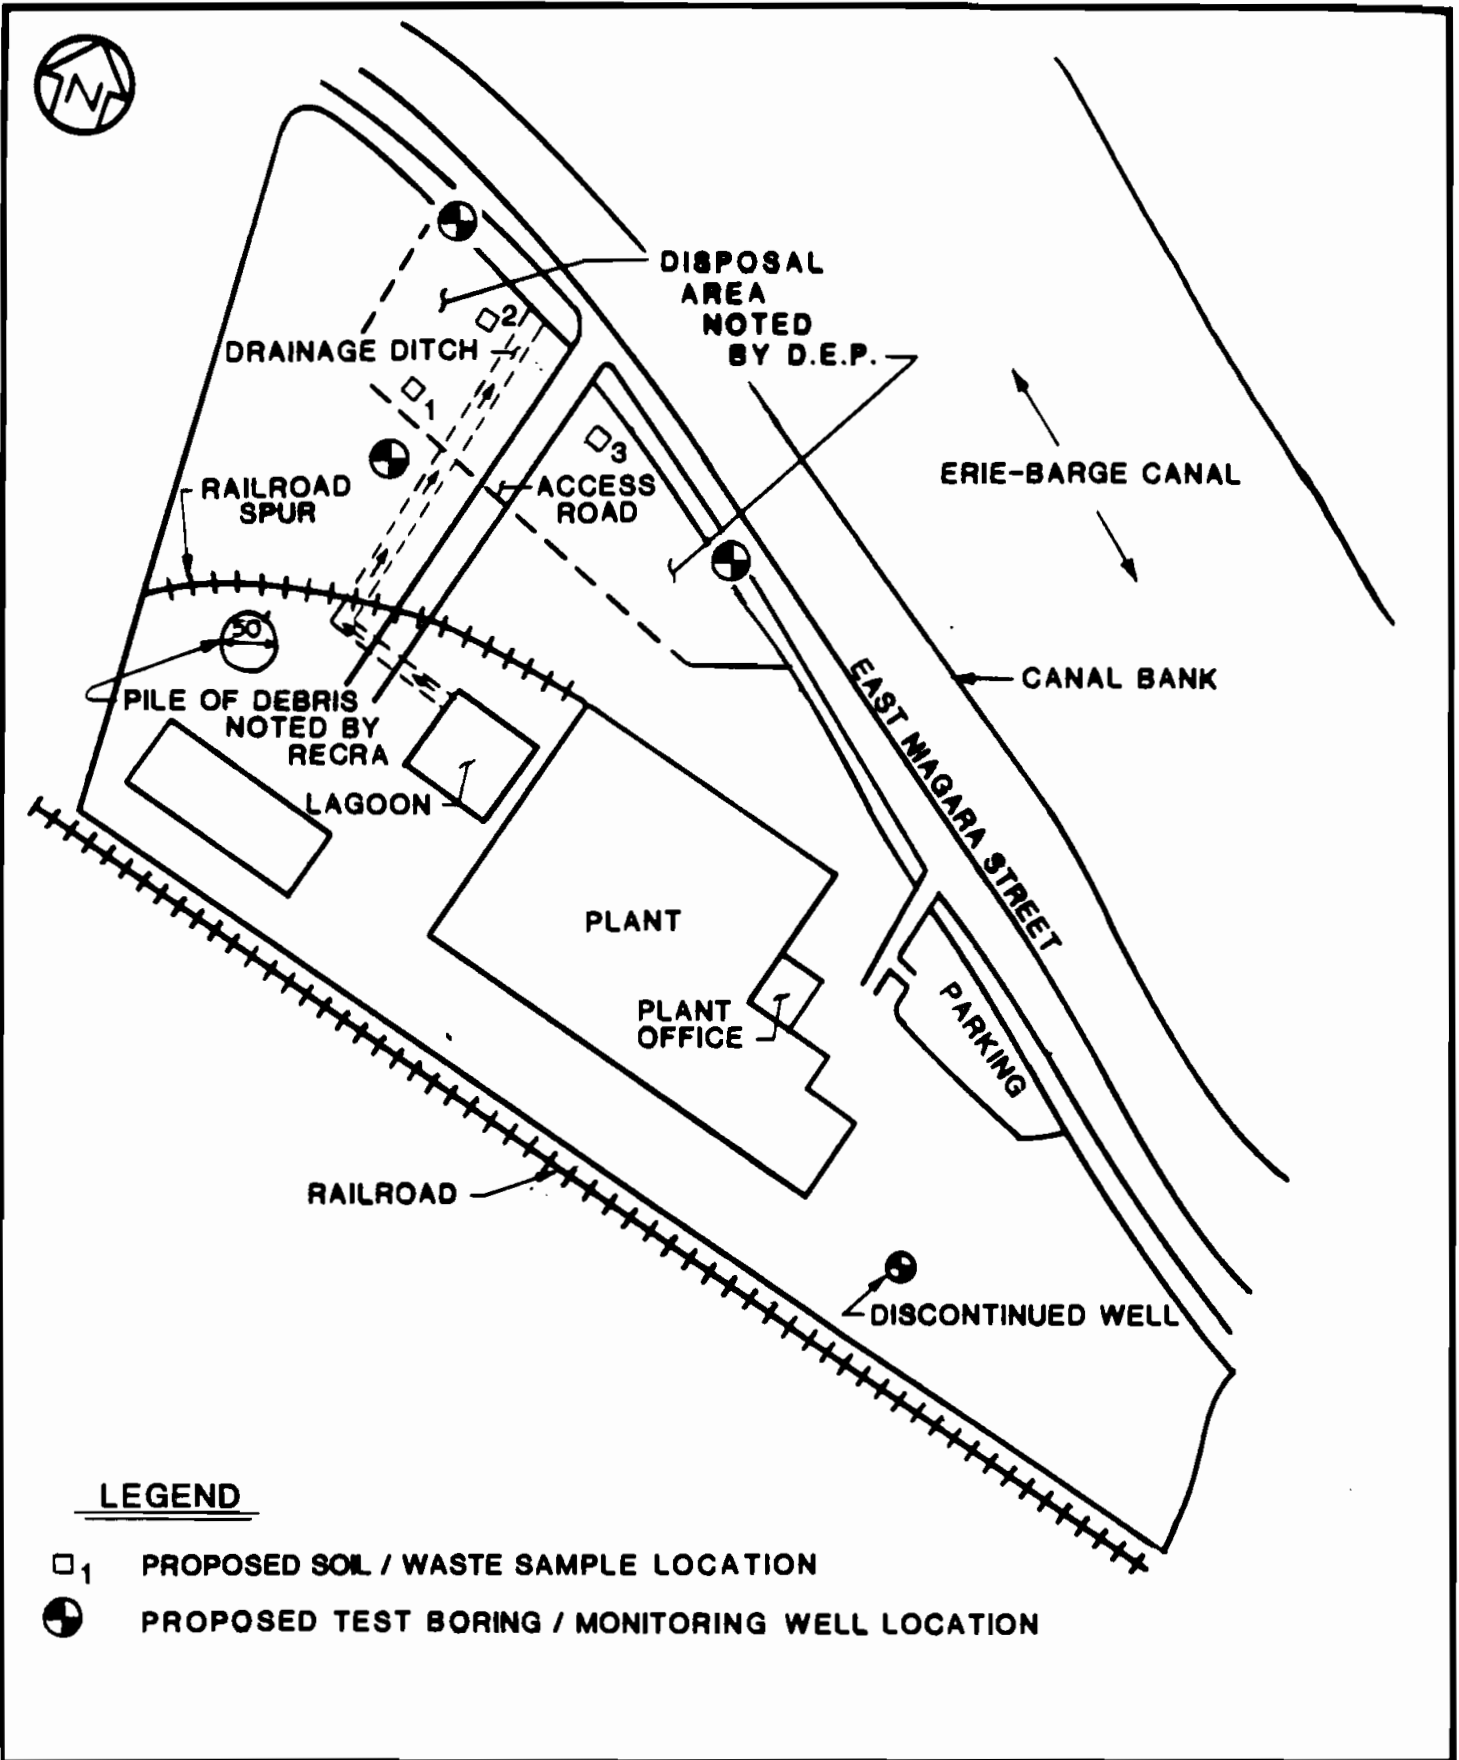 N
DISPOSAL
AREA
NOTED
BY D.E.P.
2
DRAINAGE DITCH
1
3
ERIE-BARGE CANAL
RAILROAD
SPUR
ACCESS
ROAD
50'
CANAL BANK
PILE OF DEBRIS
NOTED BY
RECRA
EAST NIAGARA STREET
LAGOON
PLANT
PLANT
OFFICE
PARKING
RAILROAD
DISCONTINUED WELL
LEGEND
1 PROPOSED SOIL / WASTE SAMPLE LOCATION
PROPOSED TEST BORING / MONITORING WELL LOCATION